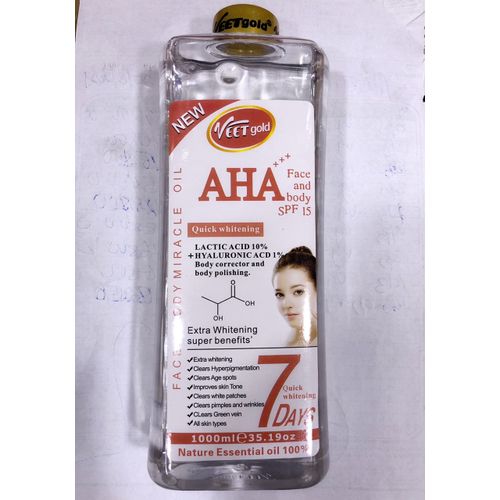 VEETgold
NEW
VEET gold
AHA+++
Face
and
body
SPF 15
Quick whitening
LACTIC ACID 10%
+ HYALURONIC ACD 1%
Body corrector and
body polishing.
O
OH
OH
Extra Whitening
super benefits'
Extra whitening
Clears Hyperpigmentation
Clears Age spots
Improves skin Tone
Clears white patches
Clears pimples and wrinkles
CLears Green vein
All skin types
7
Quick
whitening
DAYS
1000ml e 35.19oz
Nature Essential oil 100%
FACE BODY MIRACLE OIL